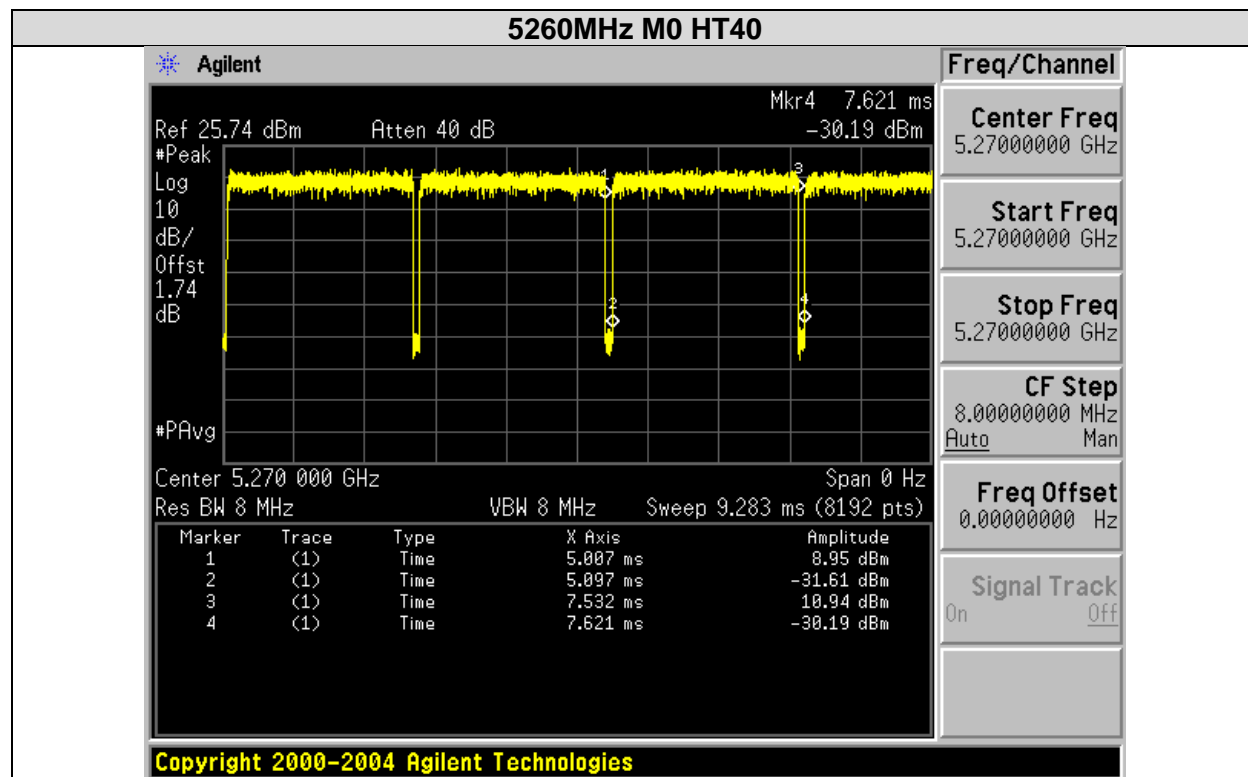 5260MHz M0 HT40
Agilent
Freq/Channel
Mkr4 7.621 ms
Ref 25.74 dBm Atten 40 dB -30.19 dBm
#Peak
Log
10
dB/
Offst
1.74
dB
#PAvg
1
2
3
4
Center 5.270 000 GHz Span 0 Hz
Res BW 8 MHz VBW 8 MHz Sweep 9.283 ms (8192 pts)
Marker Trace Type X Axis Amplitude
1 (1) Time 5.007 ms 8.95 dBm
2 (1) Time 5.097 ms -31.61 dBm
3 (1) Time 7.532 ms 10.94 dBm
4 (1) Time 7.621 ms -30.19 dBm
Center Freq
5.27000000 GHz
Start Freq
5.27000000 GHz
Stop Freq
5.27000000 GHz
CF Step
8.00000000 MHz
Auto Man
Freq Offset
0.00000000 Hz
Signal Track
On Off
Copyright 2000-2004 Agilent Technologies